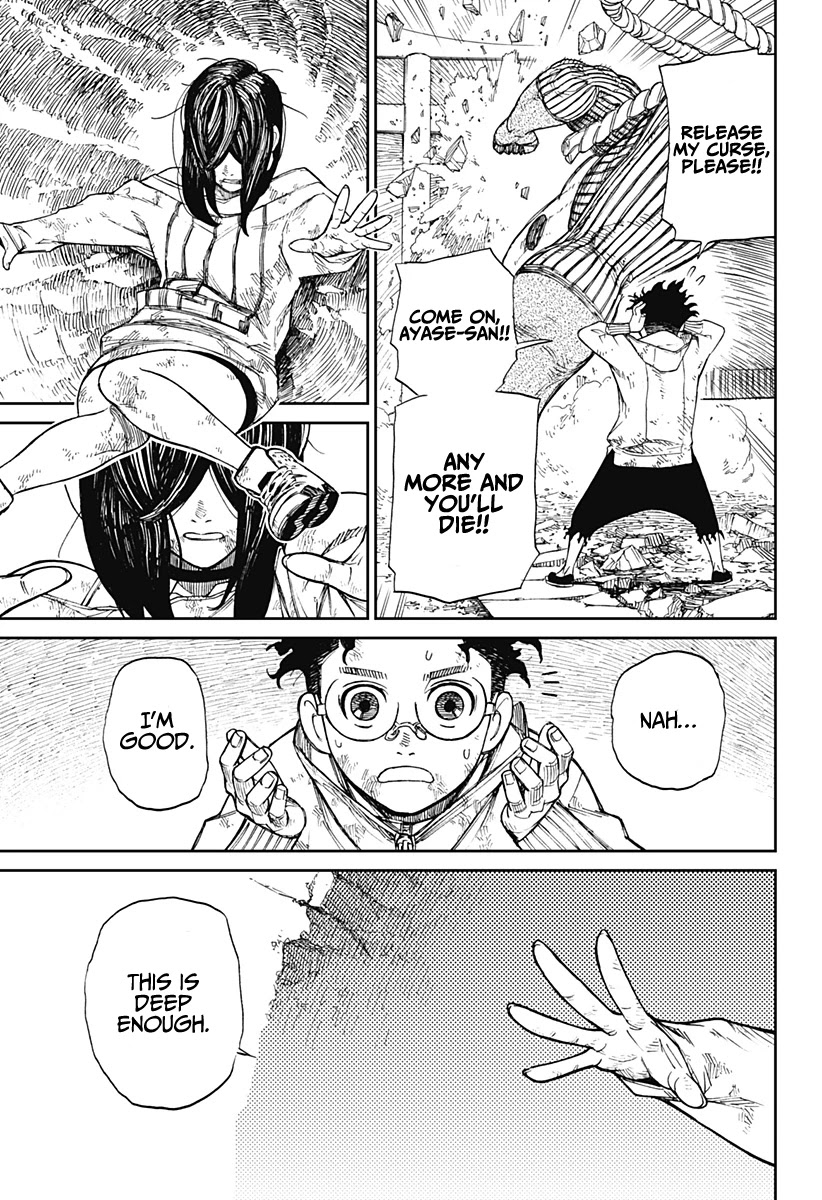 RELEASE
MY CURSE,
PLEASE!!
COME ON,
AYASE-SAN!!
ANY
MORE AND
YOU'LL
DIE!!
NAH...
I'M
GOOD.
THIS IS
DEEP
ENOUGH.